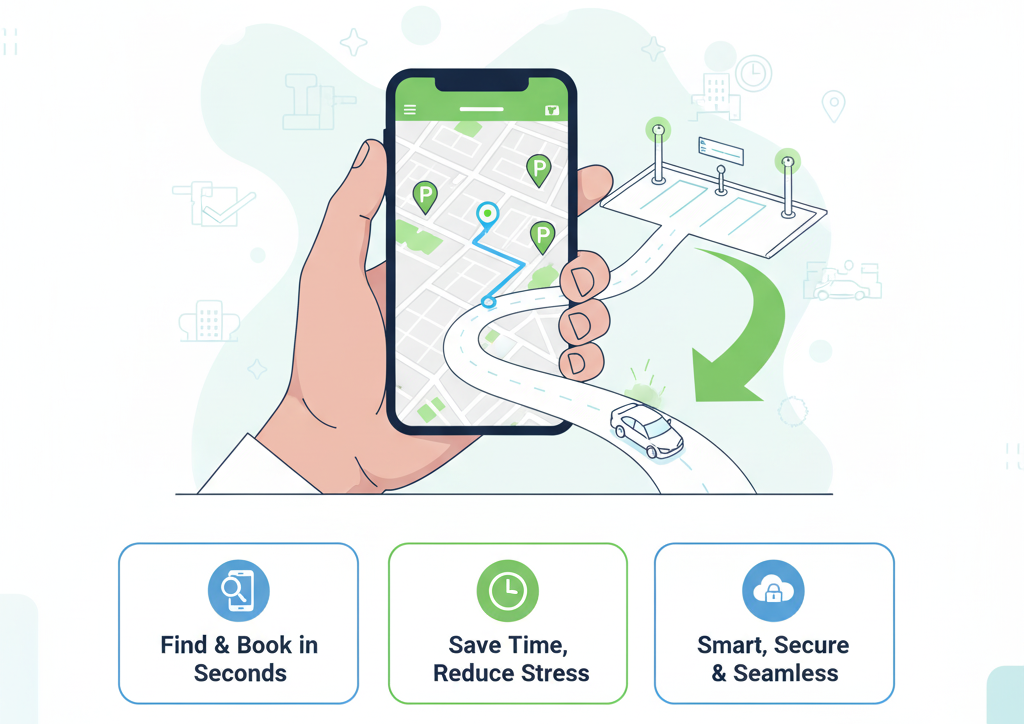 P
P
P
Find & Book in
Seconds
Save Time,
Reduce Stress
Smart, Secure
& Seamless